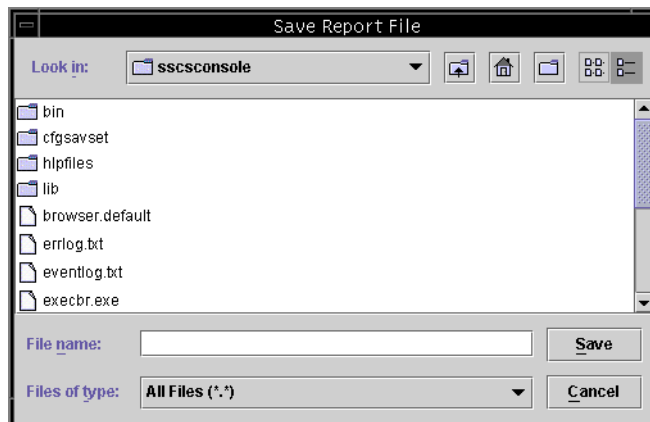 Save Report File
Look in: sscsconsole
bin
cfgsavset
hlpfiles
lib
browser.default
errlog.txt
eventlog.txt
execbr.exe
File name: Save
Files of type: All Files (*.*) Cancel